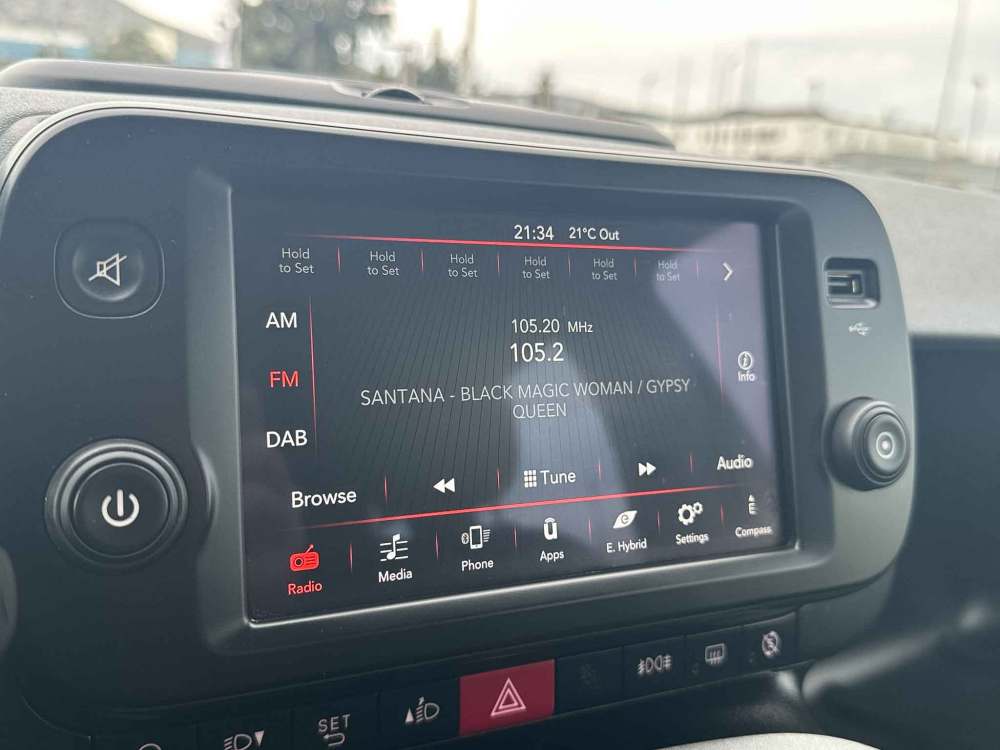 21:34 21°C Out
Hold to Set
Hold to Set
Hold to Set
Hold to Set
Hold to Set
Hold to Set
AM
FM
DAB
105.20 MHz
105.2
SANTANA - BLACK MAGIC WOMAN / GYPSY
QUEEN
Info
Browse
Tune
Audio
Radio
Media
Phone
Apps
E. Hybrid
Settings
E
Compass
SET